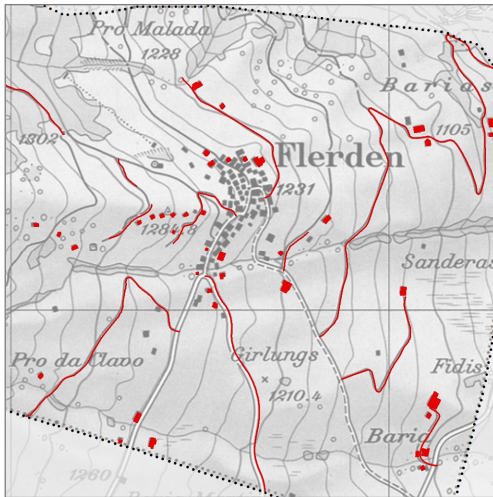 Pro Malada
1228
Barias
1302
1105
Flerden
1231
1284.8
Sanderas
Pro da Clavo
Girlungs
Fidis
1210.4
Baria
1260